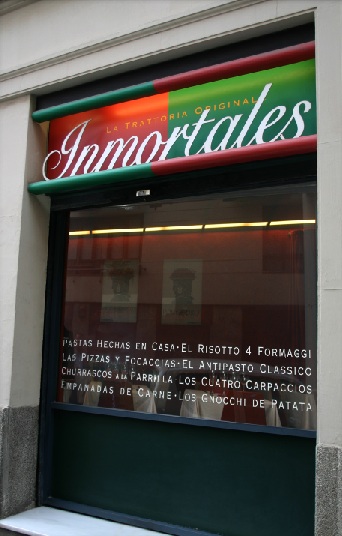 LA TRATTORIA ORIGINAL
Inmortales
PASTAS HECHAS EN CASA · EL RISOTTO 4 FORMAGGI
LAS PIZZAS Y FOCACCIAS · EL ANTIPASTO CLASSICO
CHURRASCOS A LA PARRILLA · LOS CUATRO CARPACCIOS
EMPANADAS DE CARNE · LOS GNOCCHI DE PATATA